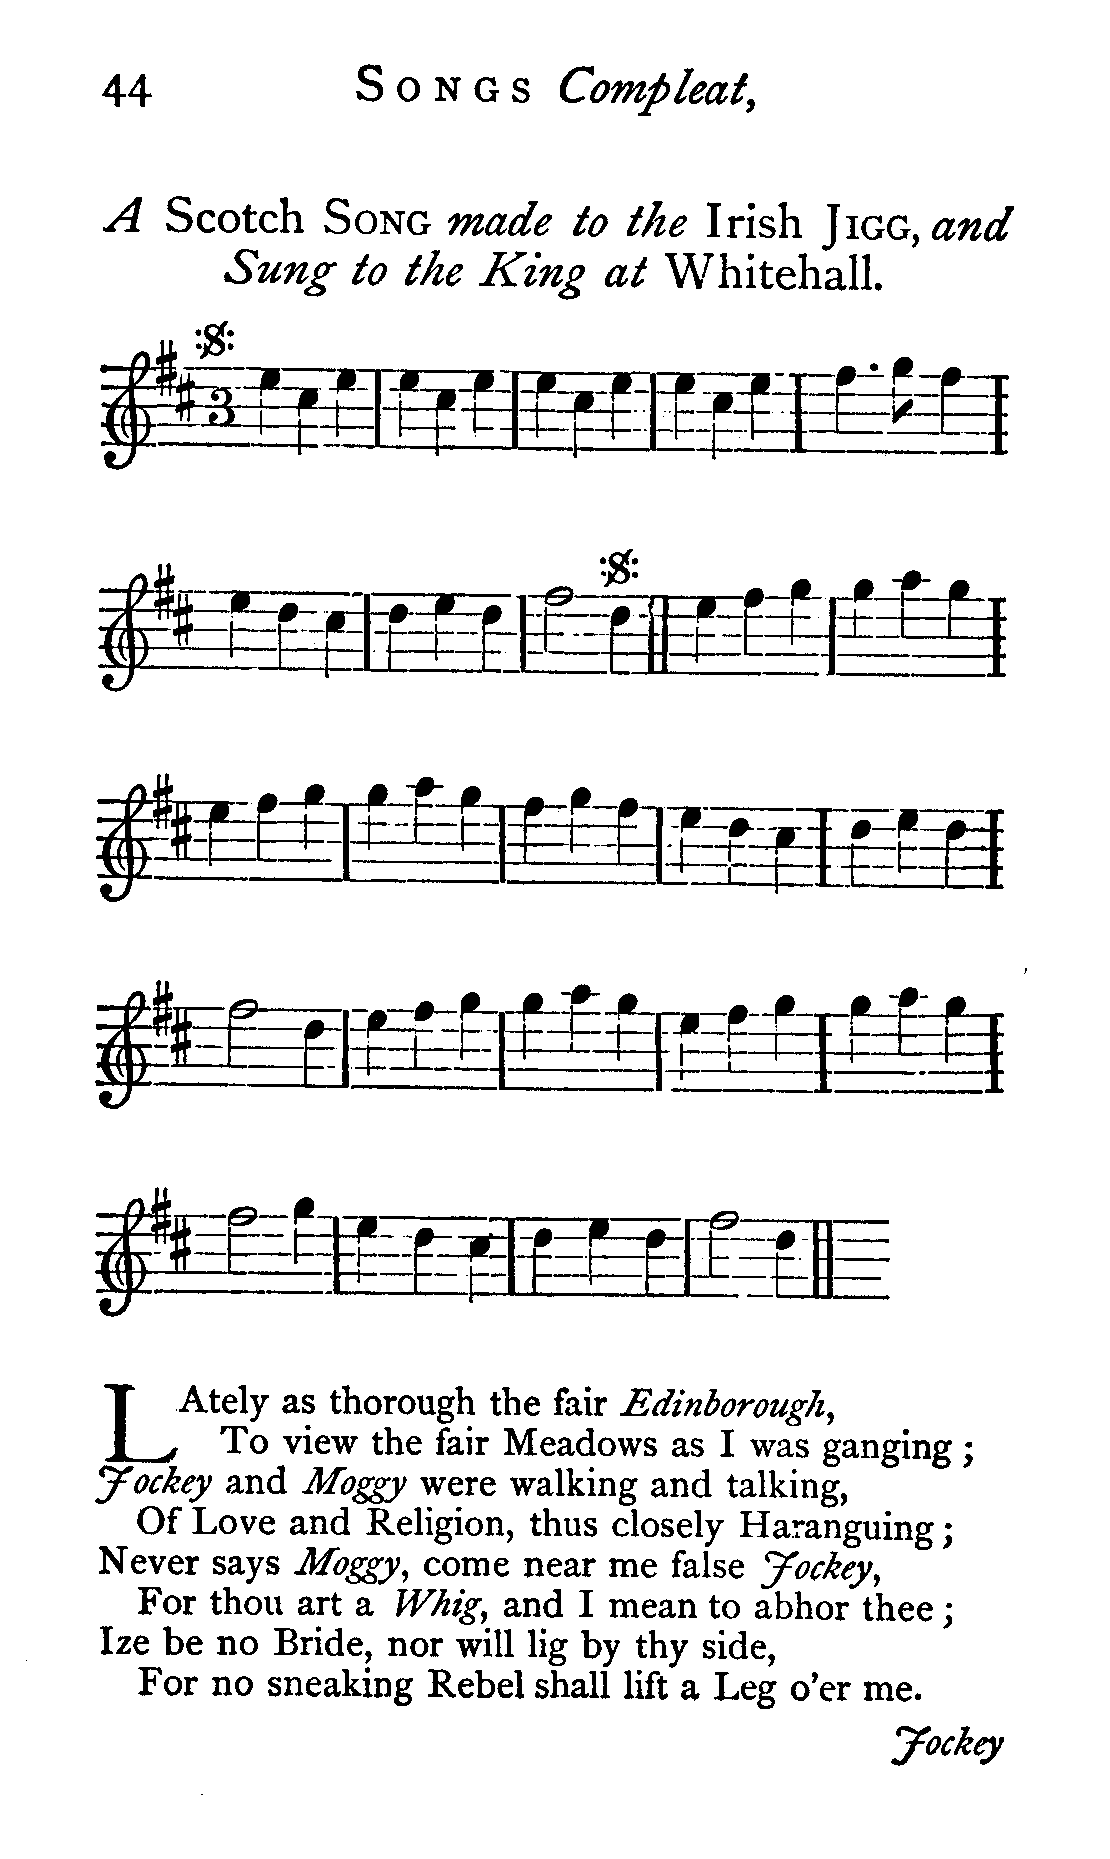 44 SONGS Compleat,
A Scotch SONG made to the Irish JIGG, and
Sung to the King at Whitehall.
3
LAtely as thorough the fair Edinborough,
To view the fair Meadows as I was ganging;
Jockey and Moggy were walking and talking,
Of Love and Religion, thus closely Haranguing;
Never says Moggy, come near me false Jockey,
For thou art a Whig, and I mean to abhor thee;
Ize be no Bride, nor will lig by thy side,
For no sneaking Rebel shall lift a Leg o'er me.
Jockey